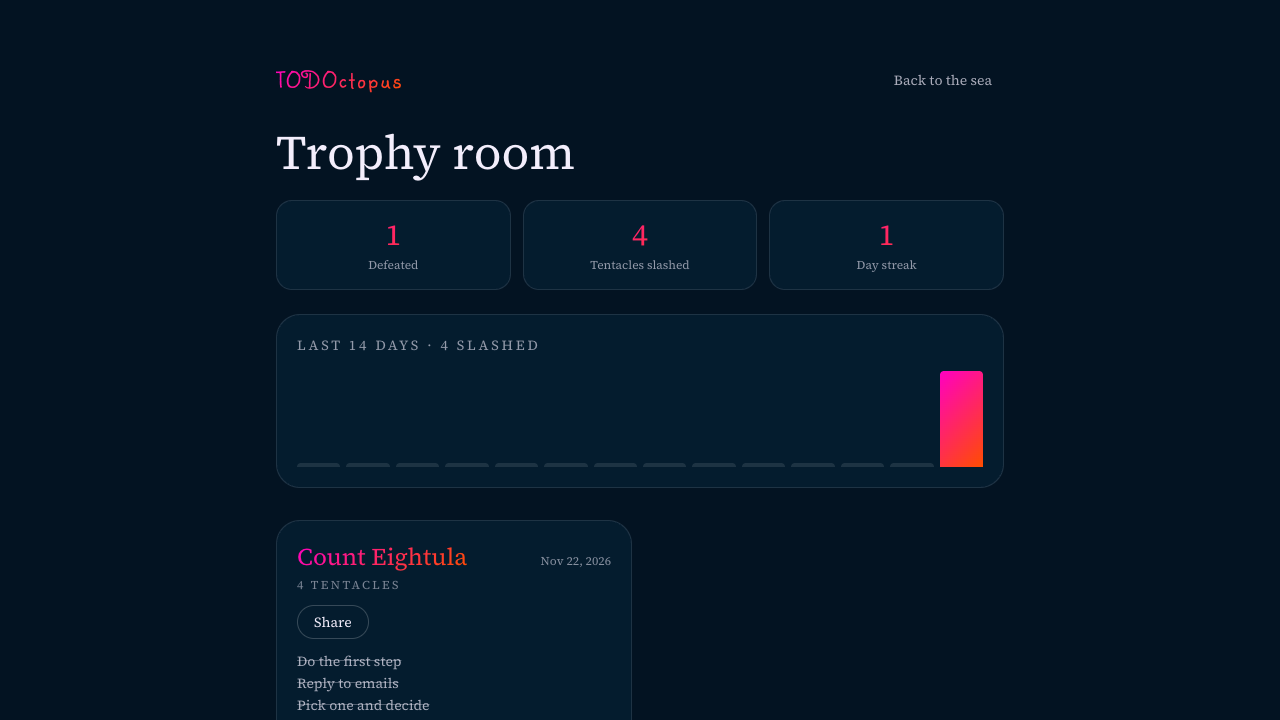 TODOctopus
Back to the sea
Trophy room
1
Defeated
4
Tentacles slashed
1
Day streak
LAST 14 DAYS · 4 SLASHED
Count Eightula
Nov 22, 2026
4 TENTACLES
Share
Do the first step
Reply to emails
Pick one and decide